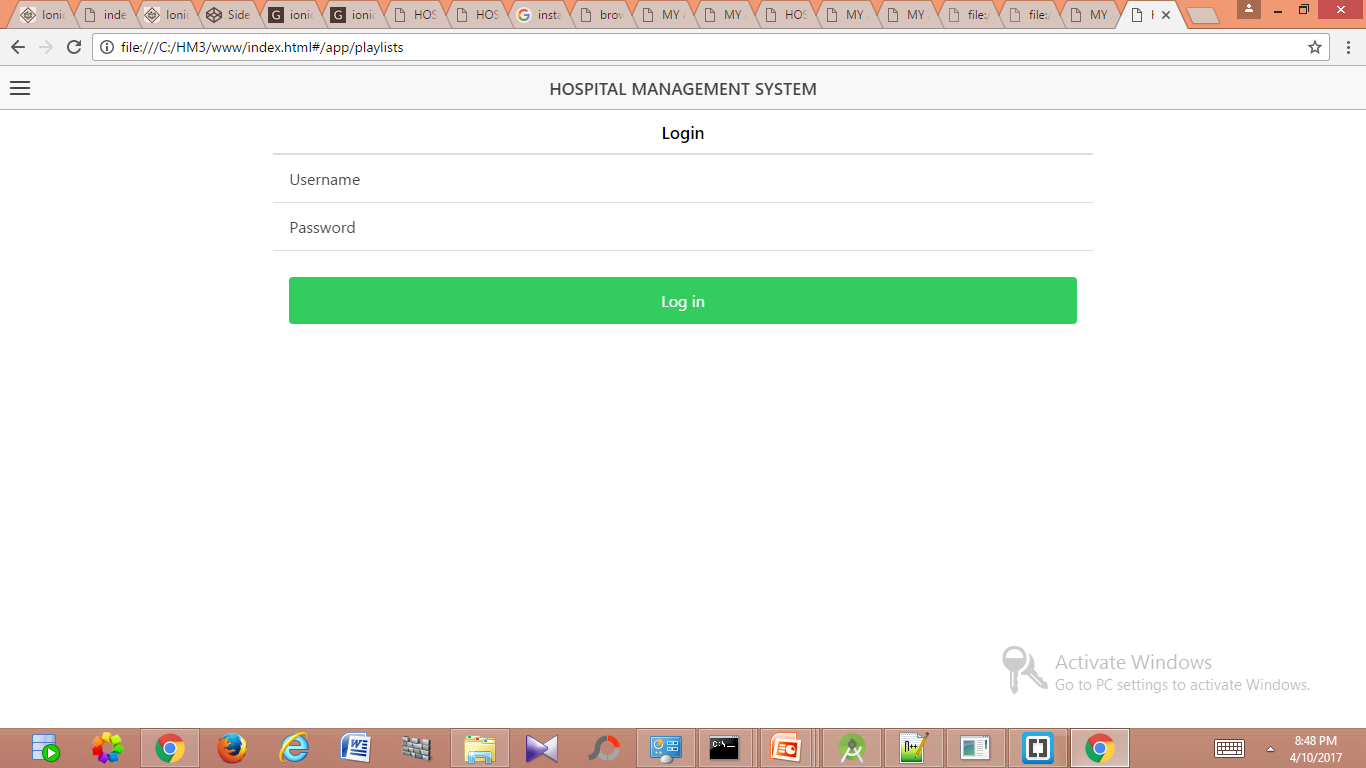 Ionic
inde
Ionic
Side
ionic
ionic
HOS
HOS
insta
brow
MY
MY
HOS
MY
MY
file:/
file:/
MY
file:///C:/HM3/www/index.html#/app/playlists
HOSPITAL MANAGEMENT SYSTEM
Login
Username
Password
Log in
Activate Windows
Go to PC settings to activate Windows.
8:48 PM
4/10/2017